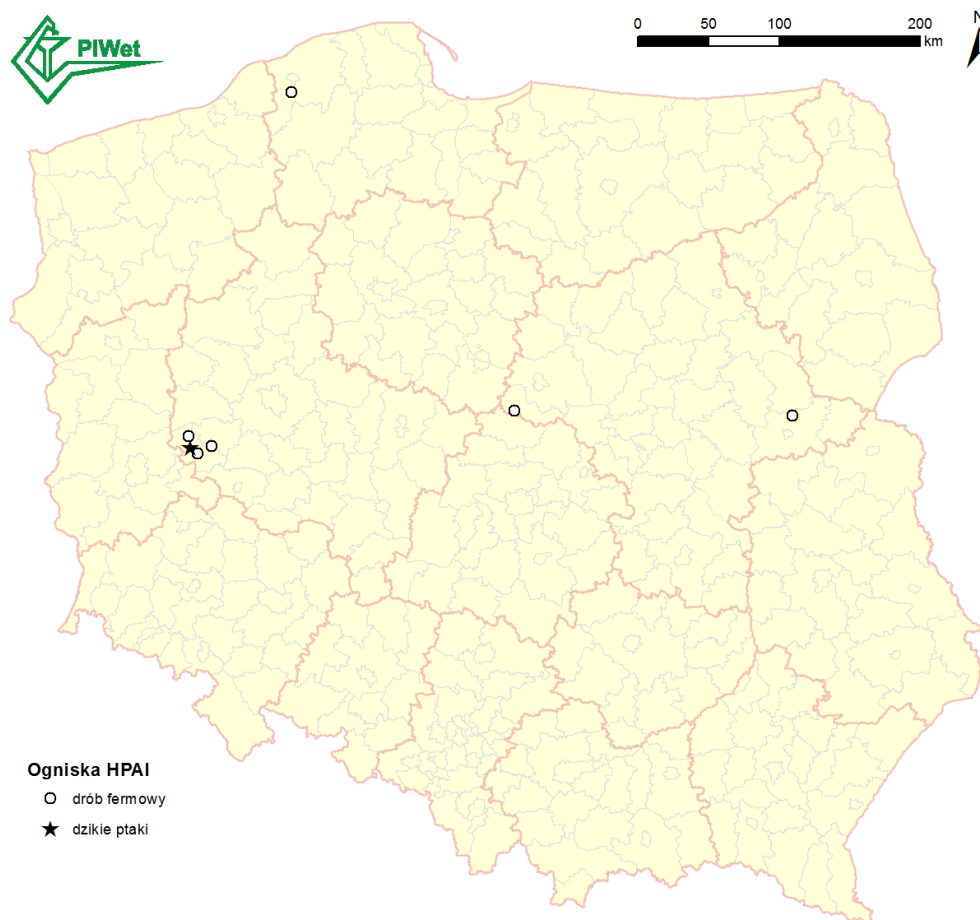 PIWet
0 50 100 200
km
N
Ogniska HPAI
drób fermowy
dzikie ptaki